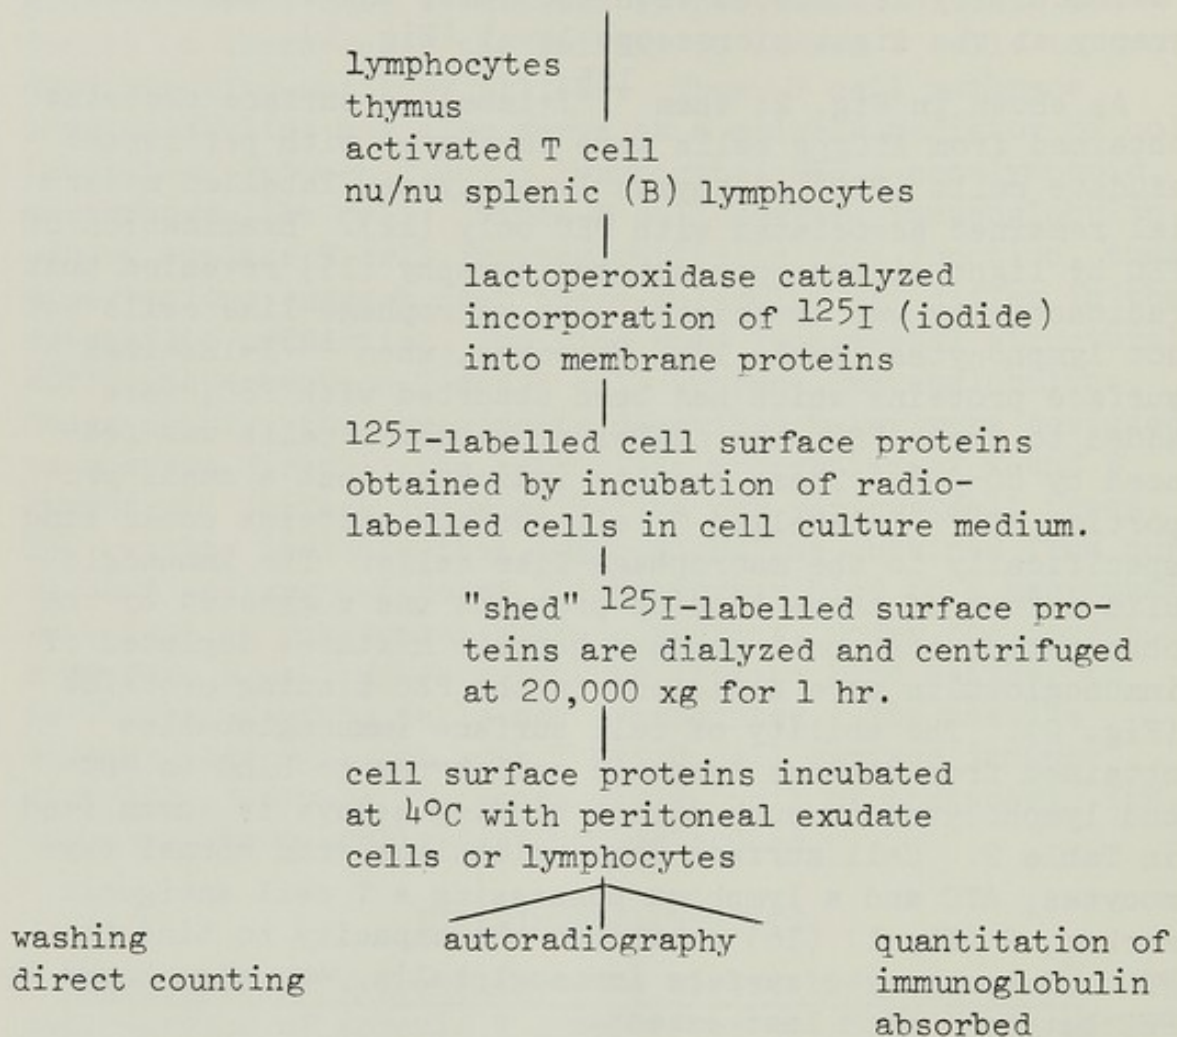 lymphocytes
thymus
activated T cell
nu/nu splenic (B) lymphocytes
lactoperoxidase catalyzed
incorporation of 125I (iodide)
into membrane proteins
125I-labelled cell surface proteins
obtained by incubation of radio-
labelled cells in cell culture medium.
"shed" 125I-labelled surface pro-
teins are dialyzed and centrifuged
at 20,000 xg for 1 hr.
cell surface proteins incubated
at 4°C with peritoneal exudate
cells or lymphocytes
washing
direct counting
autoradiography
quantitation of
immunoglobulin
absorbed